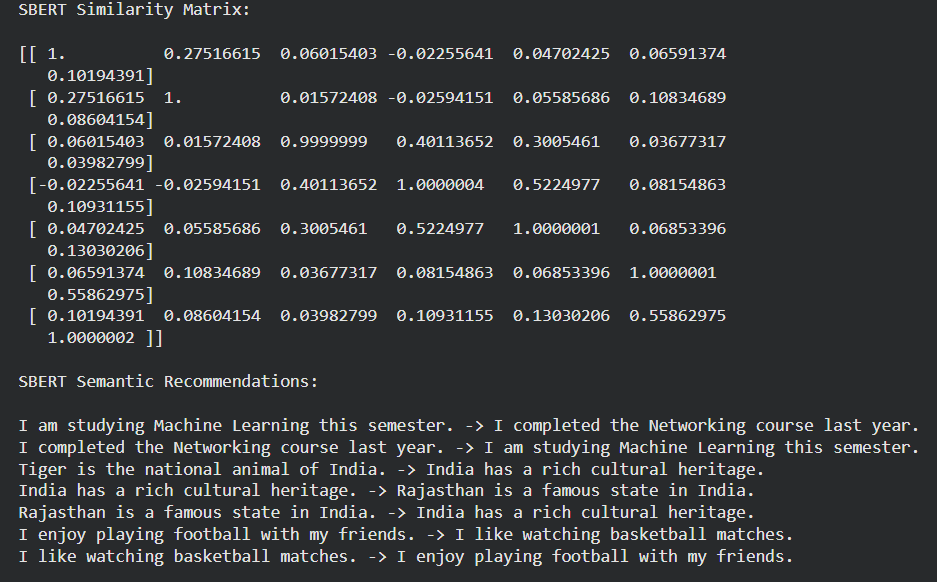 SBERT Similarity Matrix:
[[ 1.          0.27516615  0.06015403 -0.02255641  0.04702425  0.06591374
   0.10194391]
 [ 0.27516615  1.          0.01572408 -0.02594151  0.05585686  0.10834689
   0.08604154]
 [ 0.06015403  0.01572408  0.9999999   0.40113652  0.3005461   0.03677317
   0.03982799]
 [-0.02255641 -0.02594151  0.40113652  1.0000004   0.5224977   0.08154863
   0.10931155]
 [ 0.04702425  0.05585686  0.3005461   0.5224977   1.0000001   0.06853396
   0.13030206]
 [ 0.06591374  0.10834689  0.03677317  0.08154863  0.06853396  1.0000001
   0.55862975]
 [ 0.10194391  0.08604154  0.03982799  0.10931155  0.13030206  0.55862975
   1.0000002 ]]
SBERT Semantic Recommendations:
I am studying Machine Learning this semester. -> I completed the Networking course last year.
I completed the Networking course last year. -> I am studying Machine Learning this semester.
Tiger is the national animal of India. -> India has a rich cultural heritage.
India has a rich cultural heritage. -> Rajasthan is a famous state in India.
Rajasthan is a famous state in India. -> India has a rich cultural heritage.
I enjoy playing football with my friends. -> I like watching basketball matches.
I like watching basketball matches. -> I enjoy playing football with my friends.